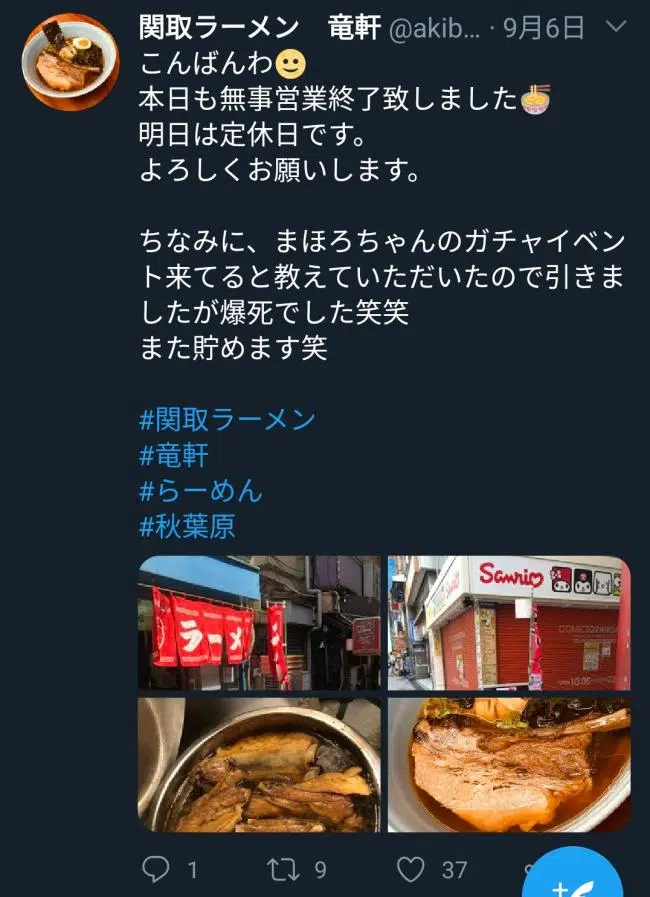 関取ラーメン　竜軒 @akib... · 9月6日
こんばんわ🙂
本日も無事営業終了致しました🍜
明日は定休日です。
よろしくお願いします。
ちなみに、まほろちゃんのガチャイベン
ト来てると教えていただいたので引きま
したが爆死でした笑笑
また貯めます笑
#関取ラーメン
#竜軒
#らーめん
#秋葉原
ラーメ
Sanrio
1 9 37